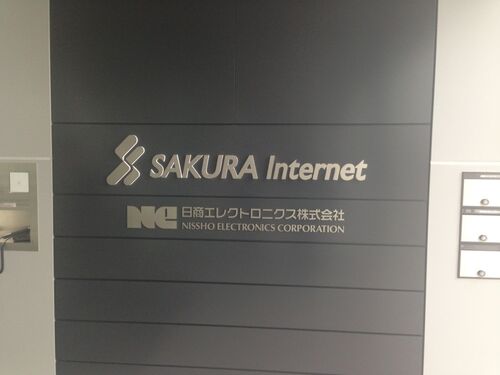 SAKURA Internet
NE 日商エレクトロニクス株式会社
NISSHO ELECTRONICS CORPORATION